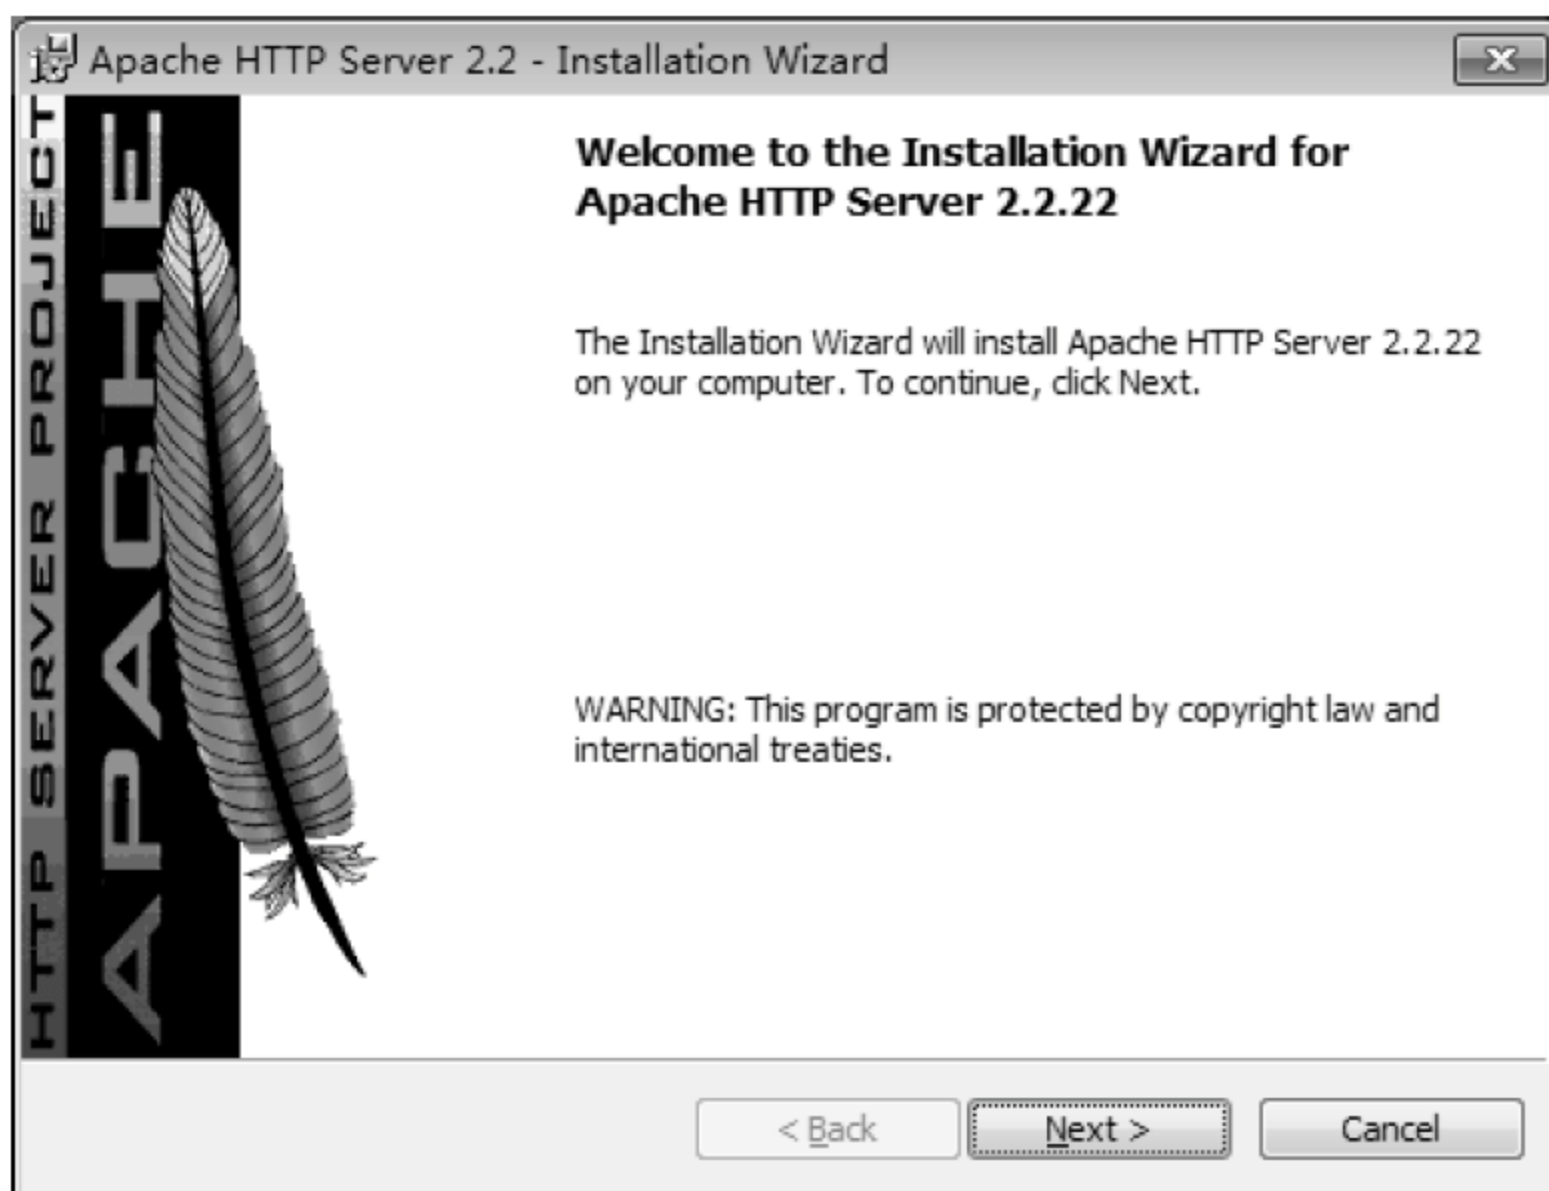 Apache HTTP Server 2.2 - Installation Wizard
HTTP SERVER PROJECT
APACHE
Welcome to the Installation Wizard for
Apache HTTP Server 2.2.22
The Installation Wizard will install Apache HTTP Server 2.2.22
on your computer. To continue, click Next.
WARNING: This program is protected by copyright law and
international treaties.
< Back
Next >
Cancel